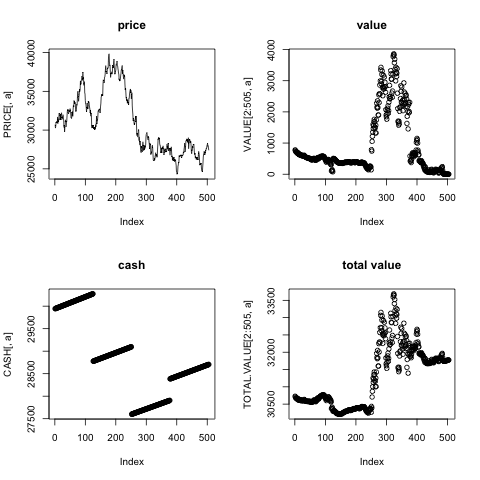 price
PRICE[, a]
25000 30000 35000 40000
0 100 200 300 400 500
Index
value
VALUE[2:505, a]
0 1000 2000 3000 4000
0 100 200 300 400 500
Index
cash
CASH[, a]
27500 28500 29500
0 100 200 300 400 500
Index
total value
TOTAL.VALUE[2:505, a]
30500 32000 33500
0 100 200 300 400 500
Index